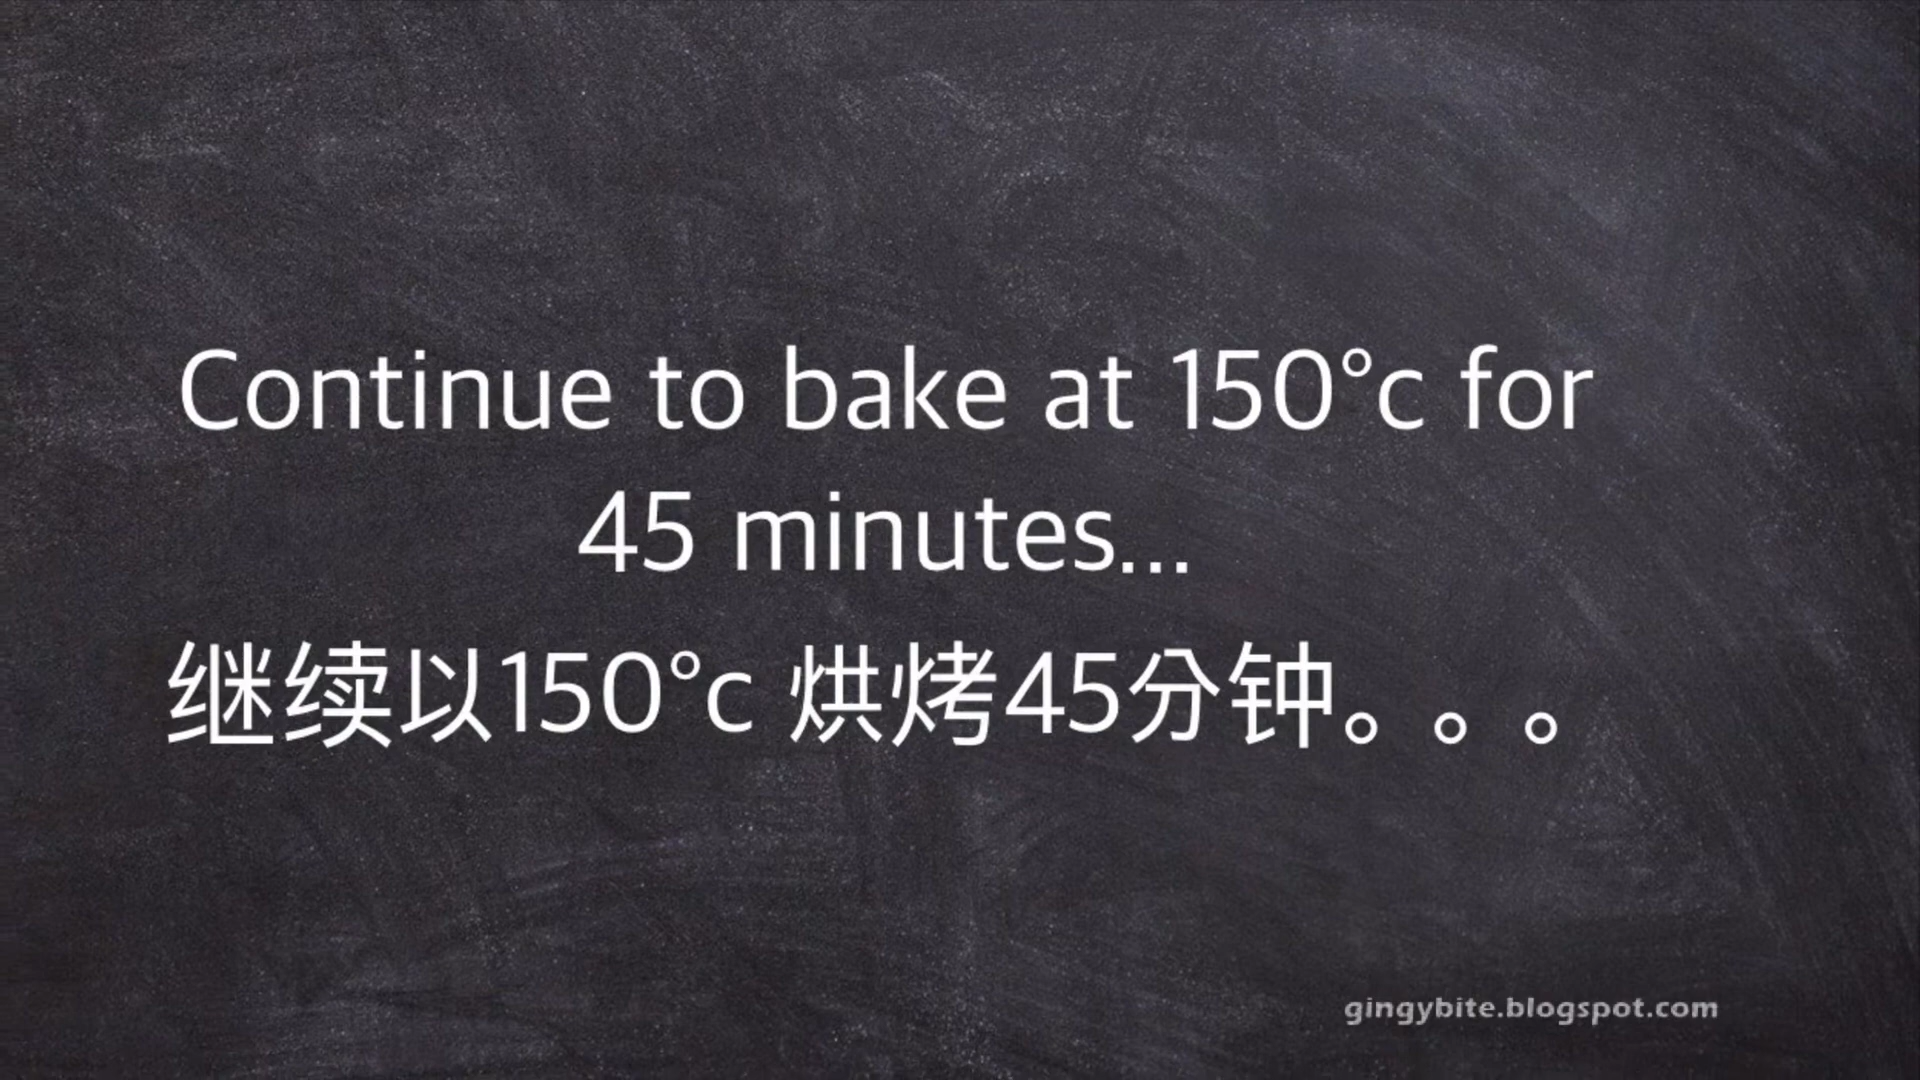 Continue to bake at 150°c for
45 minutes...
继续以150°c 烘烤45分钟。。。
gingybite.blogspot.com